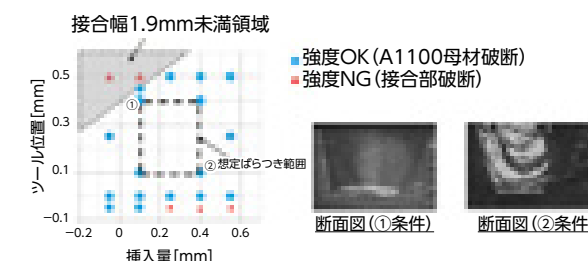 接合幅1.9mm未満領域
強度OK(A1100母材破断)
強度NG(接合部破断)
ツール位置[mm]
0.5
0.3
0.1
−0.1
①
②想定ばらつき範囲
−0.2 0 0.2 0.4 0.6
挿入量[mm]
断面図(①条件)
断面図(②条件